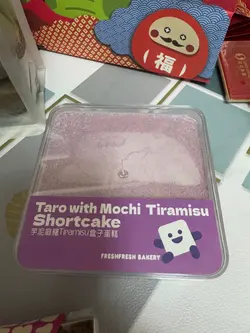 福
Taro with Mochi Tiramisu
Shortcake
芋泥麻糬Tiramisu盒子蛋糕
FRESHFRESH BAKERY